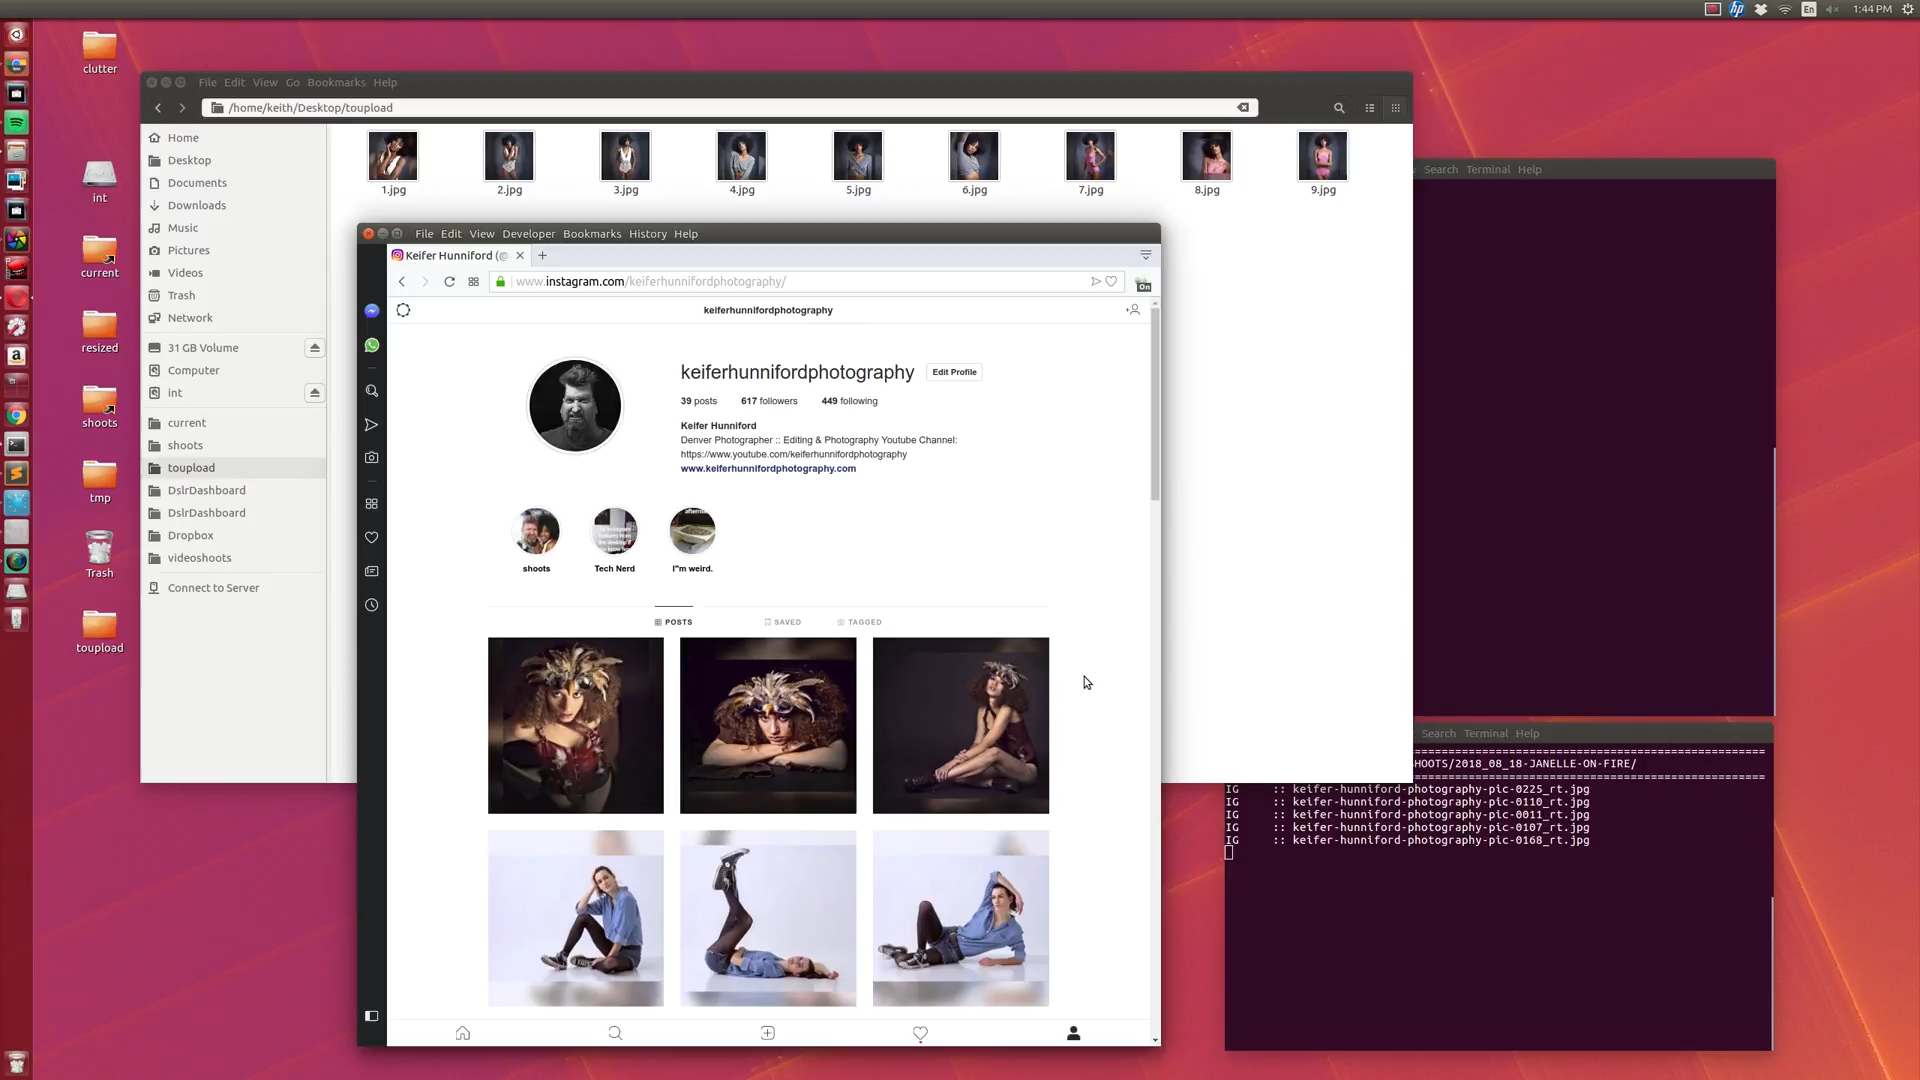 En
1:44 PM
clutter
int
current
resized
shoots
tmp
Trash
toupload
File Edit View Go Bookmarks Help
/home/keith/Desktop/toupload
Home
Desktop
Documents
Downloads
Music
Pictures
Videos
Trash
Network
31 GB Volume
Computer
int
current
shoots
toupload
DslrDashboard
DslrDashboard
Dropbox
videoshoots
Connect to Server
1.jpg 2.jpg 3.jpg 4.jpg 5.jpg 6.jpg 7.jpg 8.jpg 9.jpg
File Edit View Developer Bookmarks History Help
Keifer Hunniford (@
www.instagram.com/keiferhunnifordphotography/
On
keiferhunnifordphotography
keiferhunnifordphotography Edit Profile
39 posts 617 followers 449 following
Keifer Hunniford
Denver Photographer :: Editing & Photography Youtube Channel:
https://www.youtube.com/keiferhunnifordphotography
www.keiferhunnifordphotography.com
shoots Tech Nerd I"m weird.
POSTS SAVED TAGGED
Search Terminal Help
Search Terminal Help
==================================================
SHOOTS/2018_08_18-JANELLE-ON-FIRE/
==================================================
IG :: keifer-hunniford-photography-pic-0225_rt.jpg
IG :: keifer-hunniford-photography-pic-0110_rt.jpg
IG :: keifer-hunniford-photography-pic-0011_rt.jpg
IG :: keifer-hunniford-photography-pic-0107_rt.jpg
IG :: keifer-hunniford-photography-pic-0168_rt.jpg